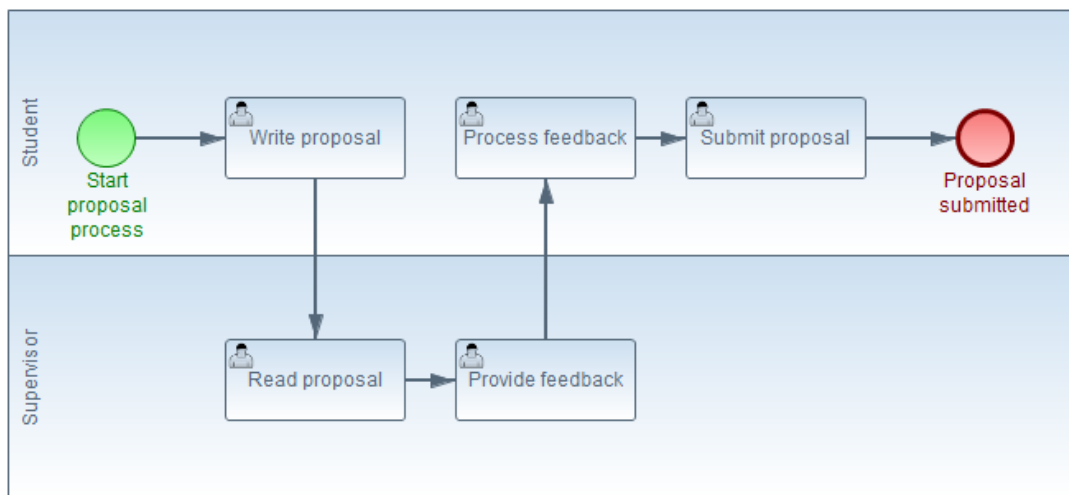 Student
Write proposal
Process feedback
Submit proposal
Start
proposal
process
Proposal
submitted
Supervisor
Read proposal
Provide feedback